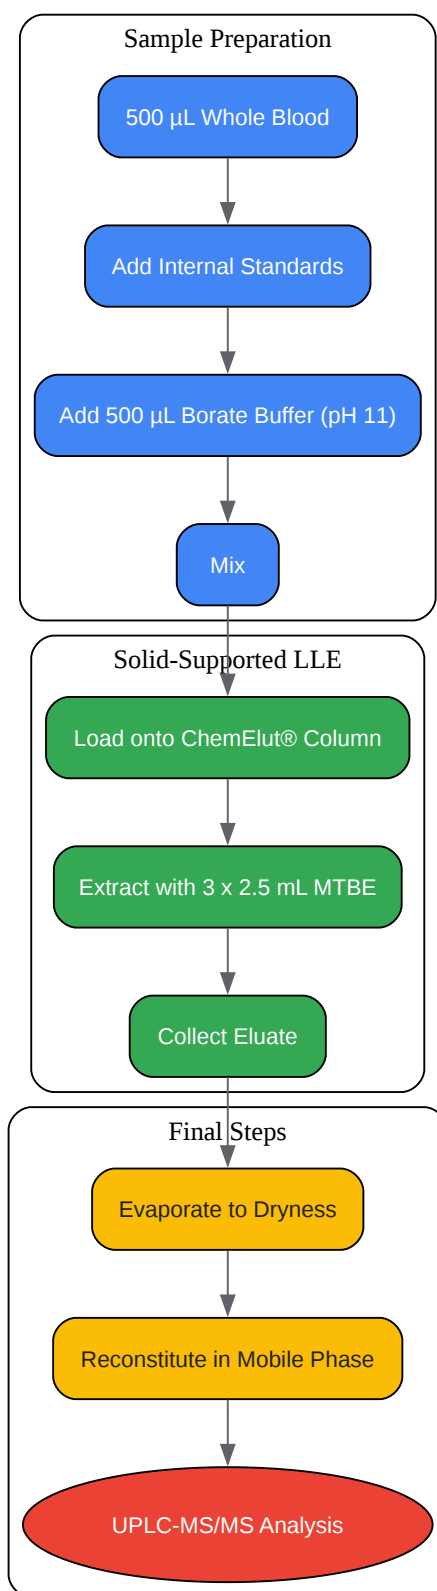 Sample Preparation
500 µL Whole Blood
Add Internal Standards
Add 500 µL Borate Buffer (pH 11)
Mix
Solid-Supported LLE
Load onto ChemElut® Column
Extract with 3 x 2.5 mL MTBE
Collect Eluate
Final Steps
Evaporate to Dryness
Reconstitute in Mobile Phase
UPLC-MS/MS Analysis